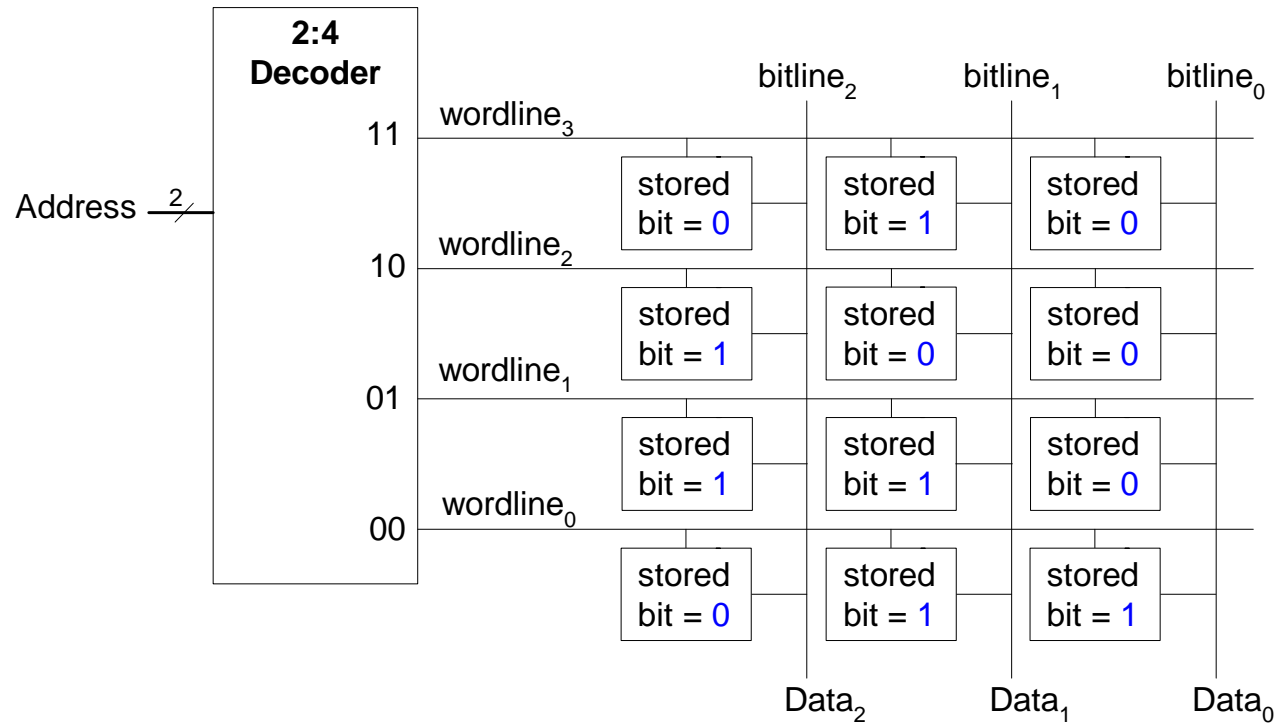 2:4
Decoder
bitline₂ bitline₁ bitline₀
wordline₃
11
stored stored stored
bit = 0 bit = 1 bit = 0
Address 2
wordline₂
10
stored stored stored
bit = 1 bit = 0 bit = 0
wordline₁
01
stored stored stored
bit = 1 bit = 1 bit = 0
wordline₀
00
stored stored stored
bit = 0 bit = 1 bit = 1
Data₂ Data₁ Data₀